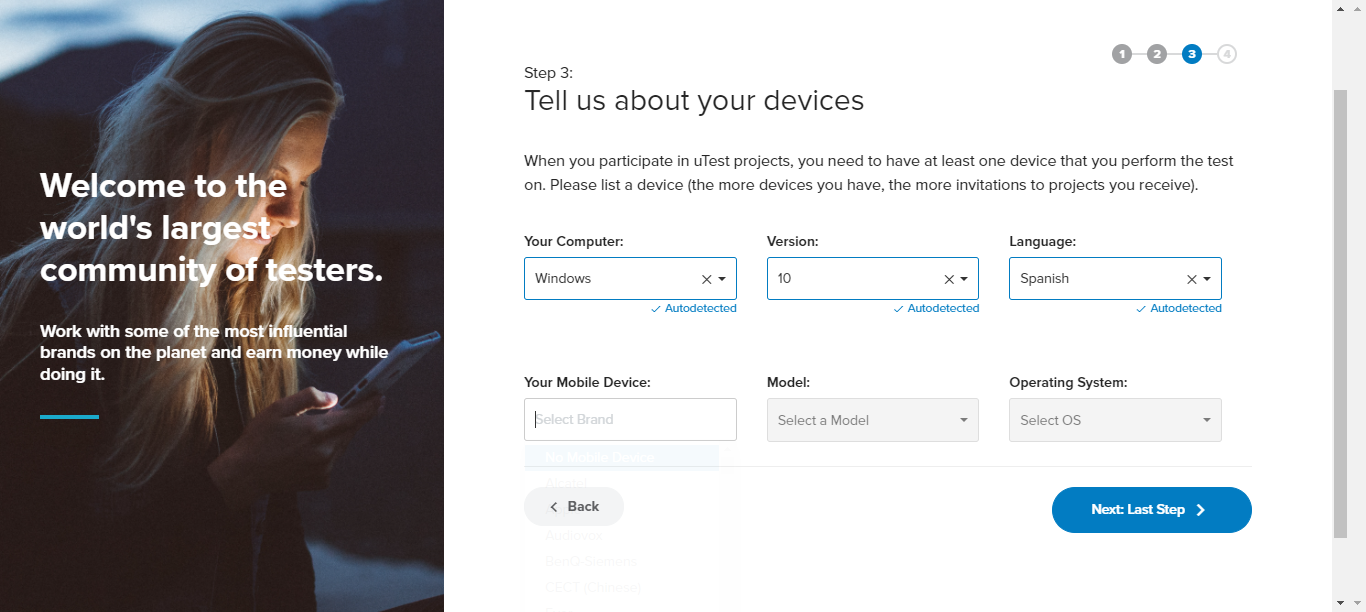 Welcome to the
world's largest
community of testers.
Work with some of the most influential
brands on the planet and earn money while
doing it.
1 2 3 4
Step 3:
Tell us about your devices
When you participate in uTest projects, you need to have at least one device that you perform the test
on. Please list a device (the more devices you have, the more invitations to projects you receive).
Your Computer: Version: Language:
Windows 10 Spanish
Autodetected Autodetected Autodetected
Your Mobile Device: Model: Operating System:
Select Brand Select a Model Select OS
No Mobile Device
Alcatel
Back Next: Last Step
Audiovox
BenQ-Siemens
CECT (Chinese)